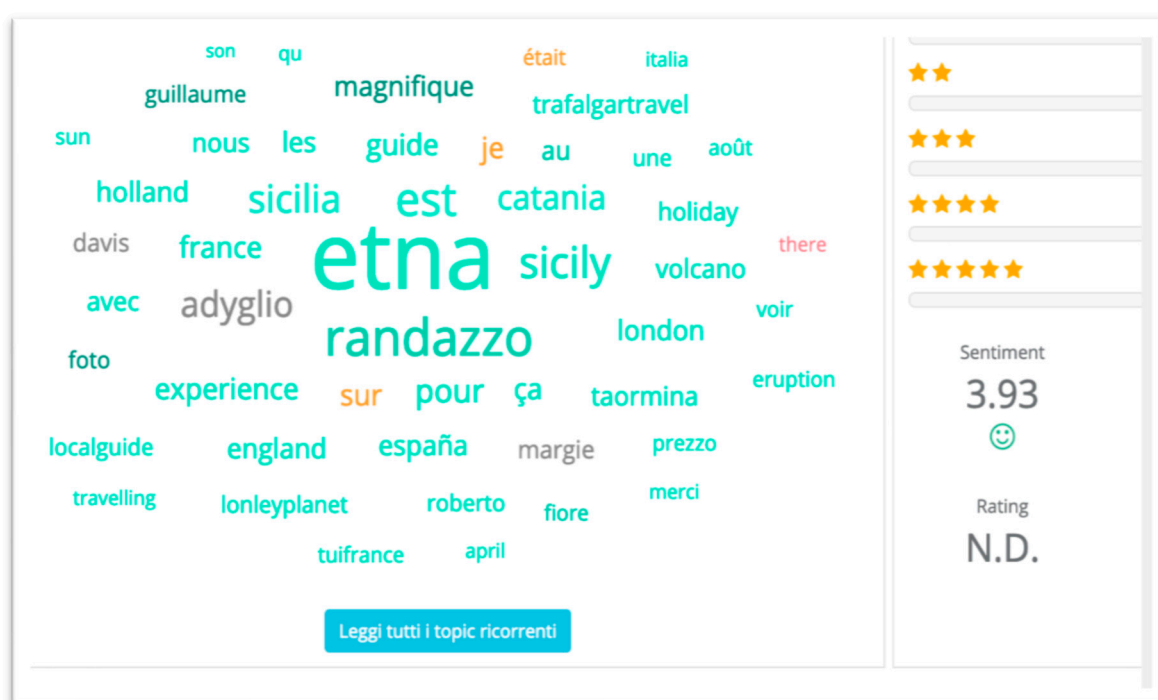 son qu était italia
guillaume magnifique trafalgartravel
sun nous les guide je au une août
holland sicilia est catania holiday
davis france etna sicily volcano there
avec adyglio randazzo london voir
foto experience sur pour ça taormina eruption
localguide england españa margie prezzo
travelling lonleyplanet roberto fiore merci
tuifrance april
Leggi tutti i topic ricorrenti
Sentiment
3.93
Rating
N.D.